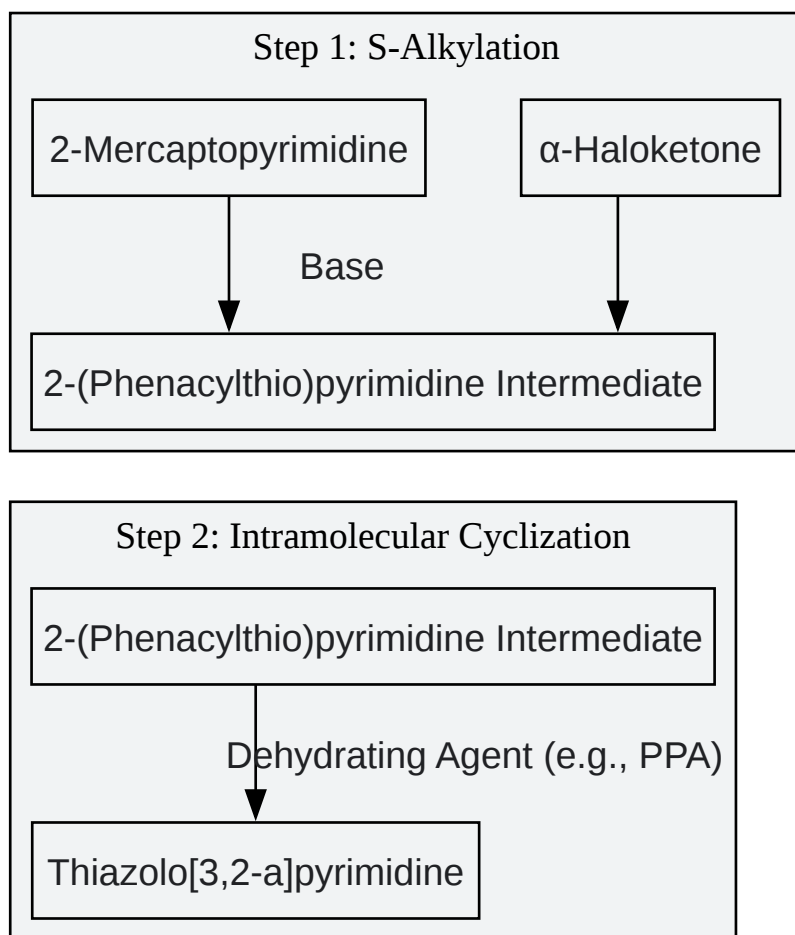 Step 1: S-Alkylation
2-Mercaptopyrimidine
α-Haloketone
Base
2-(Phenacylthio)pyrimidine Intermediate
Step 2: Intramolecular Cyclization
2-(Phenacylthio)pyrimidine Intermediate
Dehydrating Agent (e.g., PPA)
Thiazolo[3,2-a]pyrimidine